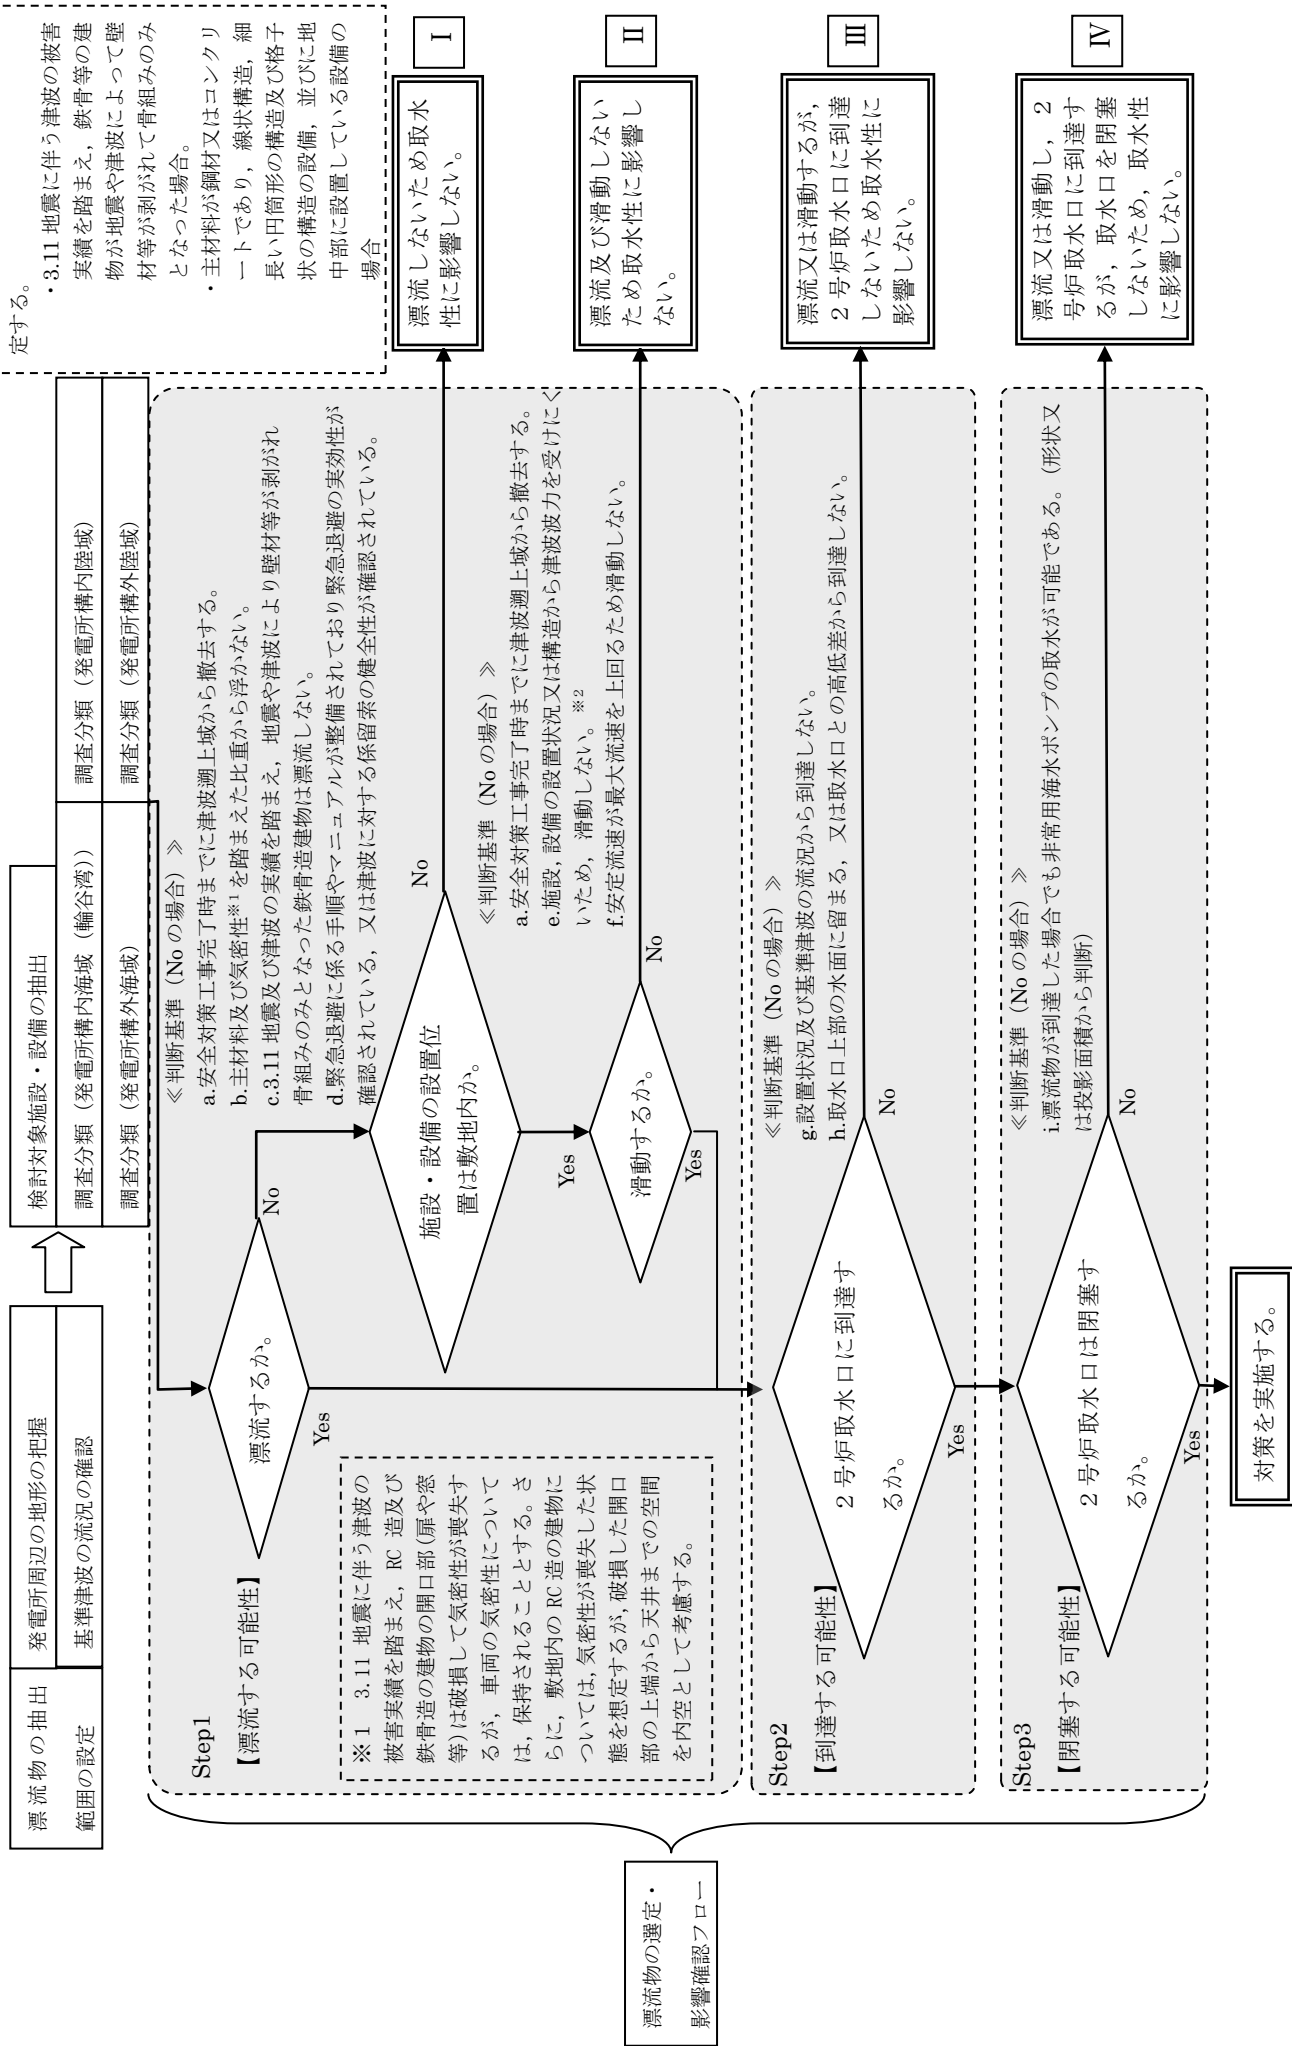 漂流物の抽出
範囲の設定
発電所周辺の地形の把握
基準津波の流況の確認
検討対象施設・設備の抽出
調査分類（発電所構内海域（輪谷湾））
調査分類（発電所構内陸域）
調査分類（発電所構外海域）
調査分類（発電所構外陸域）
定する。
・3.11 地震に伴う津波の被害
実績を踏まえ，鉄骨等の建
物が地震や津波によって壁
材等が剥がれて骨組みのみ
となった場合。
・主材料が鋼材又はコンクリ
ートであり，線状構造，細
長い円筒形の構造及び格子
状の構造の設備，並びに地
中部に設置している設備の
場合
漂流物の選定・
影響確認フロー
Step1
【漂流する可能性】
漂流するか。
No
Yes
≪判断基準（No の場合）≫
a.安全対策工事完了時までに津波遡上域から撤去する。
b.主材料及び気密性※1 を踏まえた比重から浮かない。
c.3.11 地震及び津波の実績を踏まえ，地震や津波により壁材等が剥がれ
骨組みのみとなった鉄骨造建物は漂流しない。
d.緊急退避に係る手順やマニュアルが整備されており緊急退避の実効性が
確認されている，又は津波に対する係留索の健全性が確認されている。
施設・設備の設置位
置は敷地内か。
No
Yes
漂流しないため取水
性に影響しない。
Ⅰ
≪判断基準（No の場合）≫
a.安全対策工事完了時までに津波遡上域から撤去する。
e.施設，設備の設置状況又は構造から津波波力を受けにく
いため，滑動しない。※2
f.安定流速が最大流速を上回るため滑動しない。
滑動するか。
No
Yes
漂流及び滑動しない
ため取水性に影響し
ない。
Ⅱ
※１ 3.11 地震に伴う津波の
被害実績を踏まえ，RC 造及び
鉄骨造の建物の開口部（扉や窓
等）は破損して気密性が喪失す
るが，車両の気密性について
は，保持されることとする。さ
らに，敷地内の RC 造の建物に
ついては，気密性が喪失した状
態を想定するが，破損した開口
部の上端から天井までの空間
を内空として考慮する。
Step2
【到達する可能性】
２号炉取水口に到達す
るか。
No
Yes
≪判断基準（No の場合）≫
g.設置状況及び基準津波の流況から到達しない。
h.取水口上部の水面に留まる，又は取水口との高低差から到達しない。
漂流又は滑動するが，
２号炉取水口に到達
しないため取水性に
影響しない。
Ⅲ
Step3
【閉塞する可能性】
２号炉取水口は閉塞す
るか。
No
Yes
≪判断基準（No の場合）≫
i.漂流物が到達した場合でも非常用海水ポンプの取水が可能である。（形状又
は投影面積から判断）
漂流又は滑動し，２
号炉取水口に到達す
るが，取水口を閉塞
しないため，取水性
に影響しない。
Ⅳ
対策を実施する。